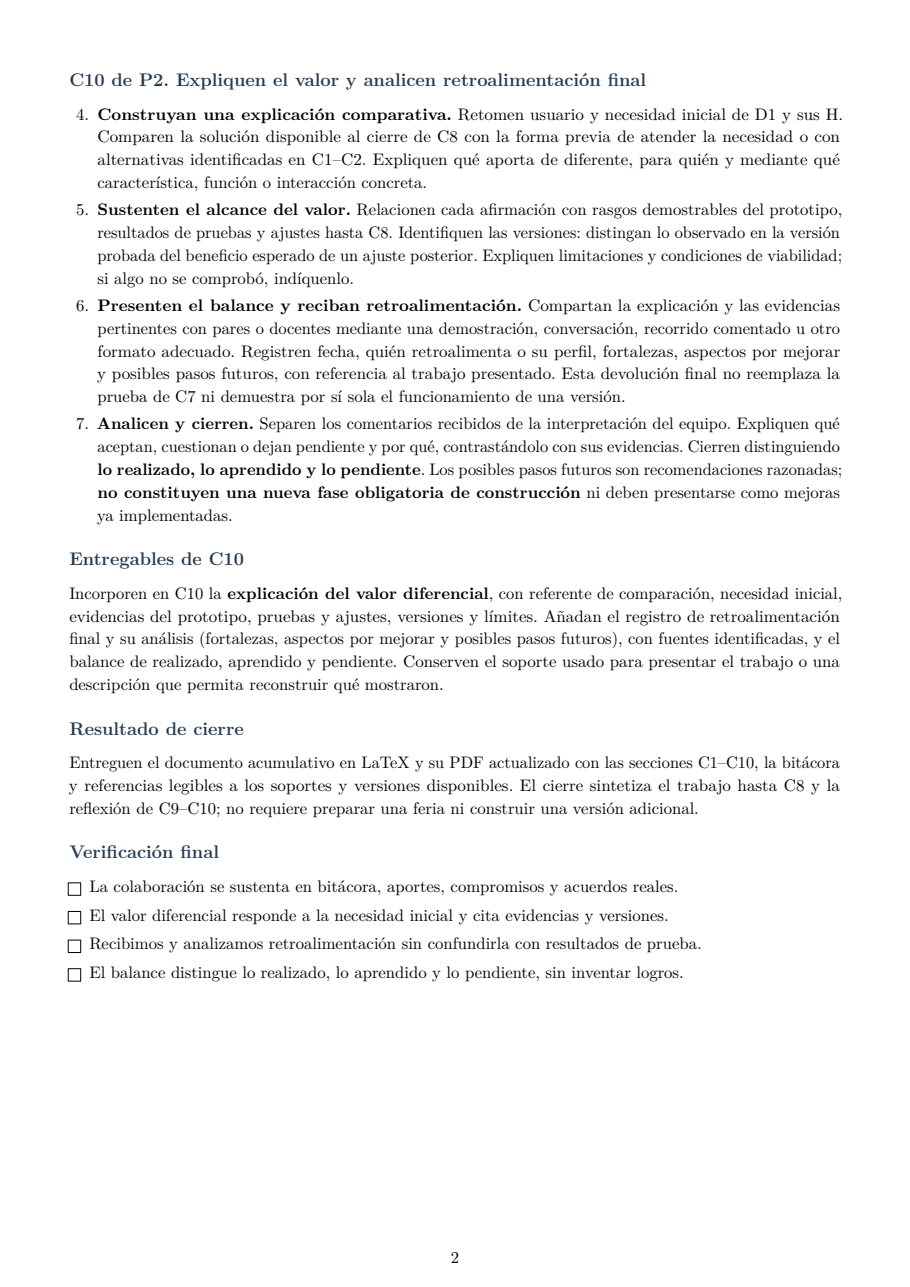 C10 de P2. Expliquen el valor y analicen retroalimentación final
4. Construyan una explicación comparativa. Retomen usuario y necesidad inicial de D1 y sus H.
Comparen la solución disponible al cierre de C8 con la forma previa de atender la necesidad o con
alternativas identificadas en C1–C2. Expliquen qué aporta de diferente, para quién y mediante qué
característica, función o interacción concreta.
5. Sustenten el alcance del valor. Relacionen cada afirmación con rasgos demostrables del prototipo,
resultados de pruebas y ajustes hasta C8. Identifiquen las versiones: distingan lo observado en la versión
probada del beneficio esperado de un ajuste posterior. Expliquen limitaciones y condiciones de viabilidad;
si algo no se comprobó, indíquenlo.
6. Presenten el balance y reciban retroalimentación. Compartan la explicación y las evidencias
pertinentes con pares o docentes mediante una demostración, conversación, recorrido comentado u otro
formato adecuado. Registren fecha, quién retroalimenta o su perfil, fortalezas, aspectos por mejorar
y posibles pasos futuros, con referencia al trabajo presentado. Esta devolución final no reemplaza la
prueba de C7 ni demuestra por sí sola el funcionamiento de una versión.
7. Analicen y cierren. Separen los comentarios recibidos de la interpretación del equipo. Expliquen qué
aceptan, cuestionan o dejan pendiente y por qué, contrastándolo con sus evidencias. Cierren distinguiendo
lo realizado, lo aprendido y lo pendiente. Los posibles pasos futuros son recomendaciones razonadas;
no constituyen una nueva fase obligatoria de construcción ni deben presentarse como mejoras
ya implementadas.
Entregables de C10
Incorporen en C10 la explicación del valor diferencial, con referente de comparación, necesidad inicial,
evidencias del prototipo, pruebas y ajustes, versiones y límites. Añadan el registro de retroalimentación
final y su análisis (fortalezas, aspectos por mejorar y posibles pasos futuros), con fuentes identificadas, y el
balance de realizado, aprendido y pendiente. Conserven el soporte usado para presentar el trabajo o una
descripción que permita reconstruir qué mostraron.
Resultado de cierre
Entreguen el documento acumulativo en LaTeX y su PDF actualizado con las secciones C1–C10, la bitácora
y referencias legibles a los soportes y versiones disponibles. El cierre sintetiza el trabajo hasta C8 y la
reflexión de C9–C10; no requiere preparar una feria ni construir una versión adicional.
Verificación final
☐ La colaboración se sustenta en bitácora, aportes, compromisos y acuerdos reales.
☐ El valor diferencial responde a la necesidad inicial y cita evidencias y versiones.
☐ Recibimos y analizamos retroalimentación sin confundirla con resultados de prueba.
☐ El balance distingue lo realizado, lo aprendido y lo pendiente, sin inventar logros.
2